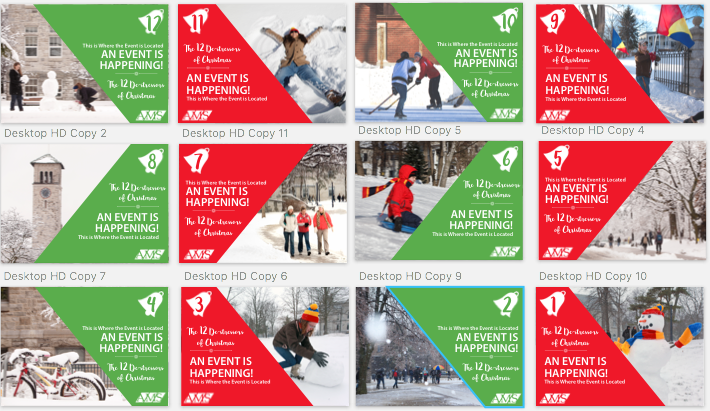 12
This is Where the Event is Located
AN EVENT IS
HAPPENING!
The 12 De-stressors
of Christmas
AMS
Desktop HD Copy 2
11
The 12 De-stressors
of Christmas
AN EVENT IS
HAPPENING!
This is Where the Event is Located
AMS
Desktop HD Copy 11
10
This is Where the Event is Located
AN EVENT IS
HAPPENING!
The 12 De-stressors
of Christmas
AMS
Desktop HD Copy 5
9
The 12 De-stressors
of Christmas
AN EVENT IS
HAPPENING!
This is Where the Event is Located
AMS
Desktop HD Copy 4
8
The 12 De-stressors
of Christmas
AN EVENT IS
HAPPENING!
This is Where the Event is Located
AMS
Desktop HD Copy 7
7
This is Where the Event is Located
AN EVENT IS
HAPPENING!
The 12 De-stressors
of Christmas
AMS
Desktop HD Copy 6
6
The 12 De-stressors
of Christmas
AN EVENT IS
HAPPENING!
This is Where the Event is Located
AMS
Desktop HD Copy 9
5
This is Where the Event is Located
AN EVENT IS
HAPPENING!
The 12 De-stressors
of Christmas
AMS
Desktop HD Copy 10
4
This is Where the Event is Located
AN EVENT IS
HAPPENING!
The 12 De-stressors
of Christmas
AMS
3
The 12 De-stressors
of Christmas
AN EVENT IS
HAPPENING!
This is Where the Event is Located
AMS
2
This is Where the Event is Located
AN EVENT IS
HAPPENING!
The 12 De-stressors
of Christmas
AMS
1
The 12 De-stressors
of Christmas
AN EVENT IS
HAPPENING!
This is Where the Event is Located
AMS